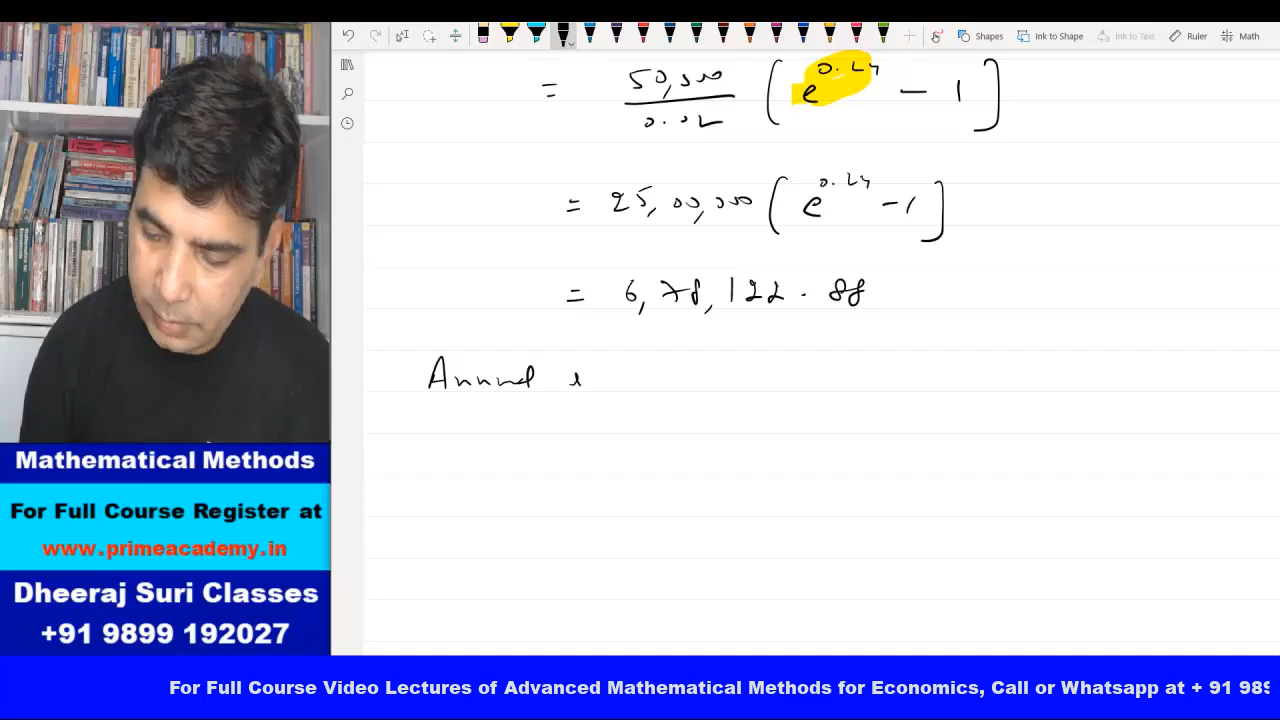 Shapes Ink to Shape Ink to Text Ruler Math
= 50,000 / 0.02 [e^0.24 - 1]
= 25,00,000 [e^0.24 - 1]
= 6,78,122.88
Annual
Mathematical Methods
For Full Course Register at
www.primeacademy.in
Dheeraj Suri Classes
+91 9899 192027
For Full Course Video Lectures of Advanced Mathematical Methods for Economics, Call or Whatsapp at + 91 989